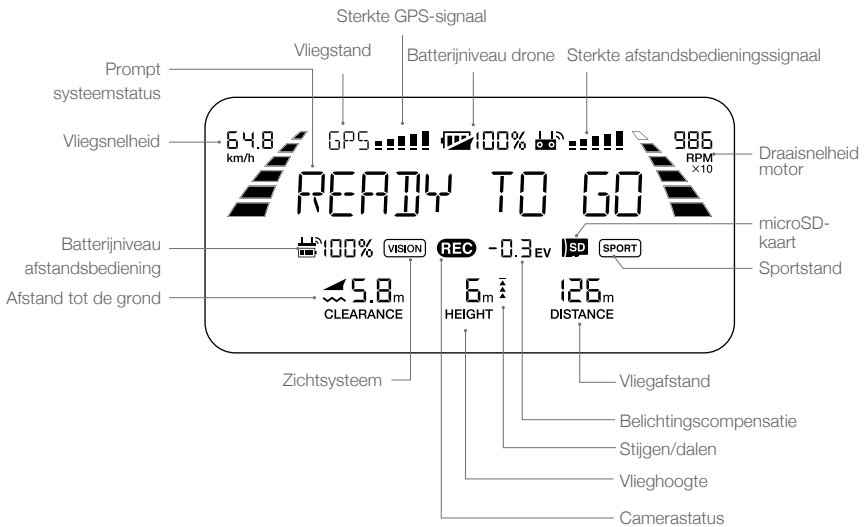 Sterkte GPS-signaal
Vliegstand
Batterijniveau drone
Sterkte afstandsbedieningssignaal
Prompt
systeemstatus
Vliegsnelheid
64.8
km/h
GPS
100%
986
RPM
×10
Draaisnelheid
motor
READY TO GO
microSD-
kaart
Batterijniveau
afstandsbediening
100%
VISION
REC
-0.3 EV
SD
SPORT
Sportstand
Afstand tot de grond
5.8m
CLEARANCE
6m
HEIGHT
126m
DISTANCE
Zichtsysteem
Vliegafstand
Belichtingscompensatie
Stijgen/dalen
Vlieghoogte
Camerastatus